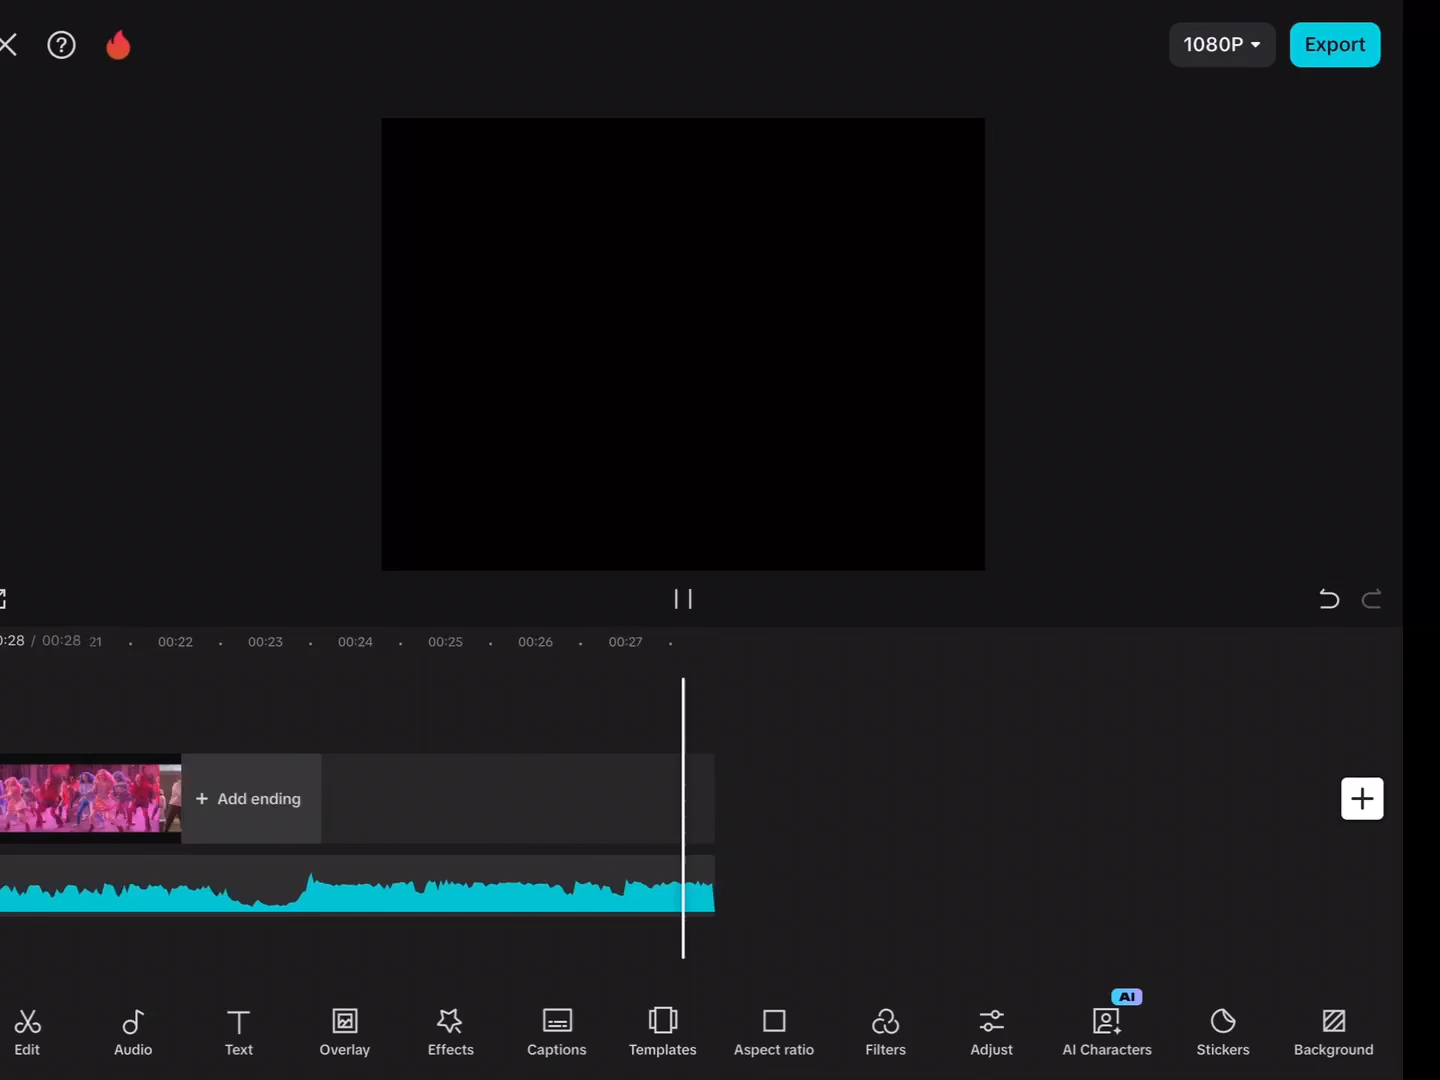 1080P
Export
0:28 / 00:28 21 00:22 00:23 00:24 00:25 00:26 00:27
+ Add ending
AI
Edit Audio Text Overlay Effects Captions Templates Aspect ratio Filters Adjust AI Characters Stickers Background